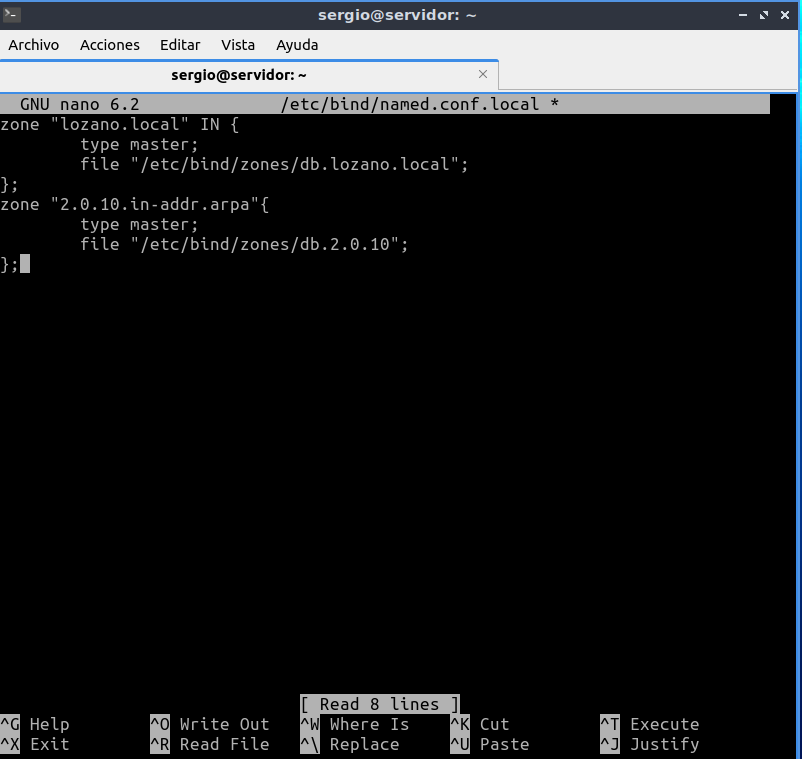 sergio@servidor: ~
Archivo Acciones Editar Vista Ayuda
sergio@servidor: ~
GNU nano 6.2 /etc/bind/named.conf.local *
zone "lozano.local" IN {
type master;
file "/etc/bind/zones/db.lozano.local";
};
zone "2.0.10.in-addr.arpa"{
type master;
file "/etc/bind/zones/db.2.0.10";
};
[ Read 8 lines ]
^G Help ^O Write Out ^W Where Is ^K Cut ^T Execute
^X Exit ^R Read File ^\ Replace ^U Paste ^J Justify